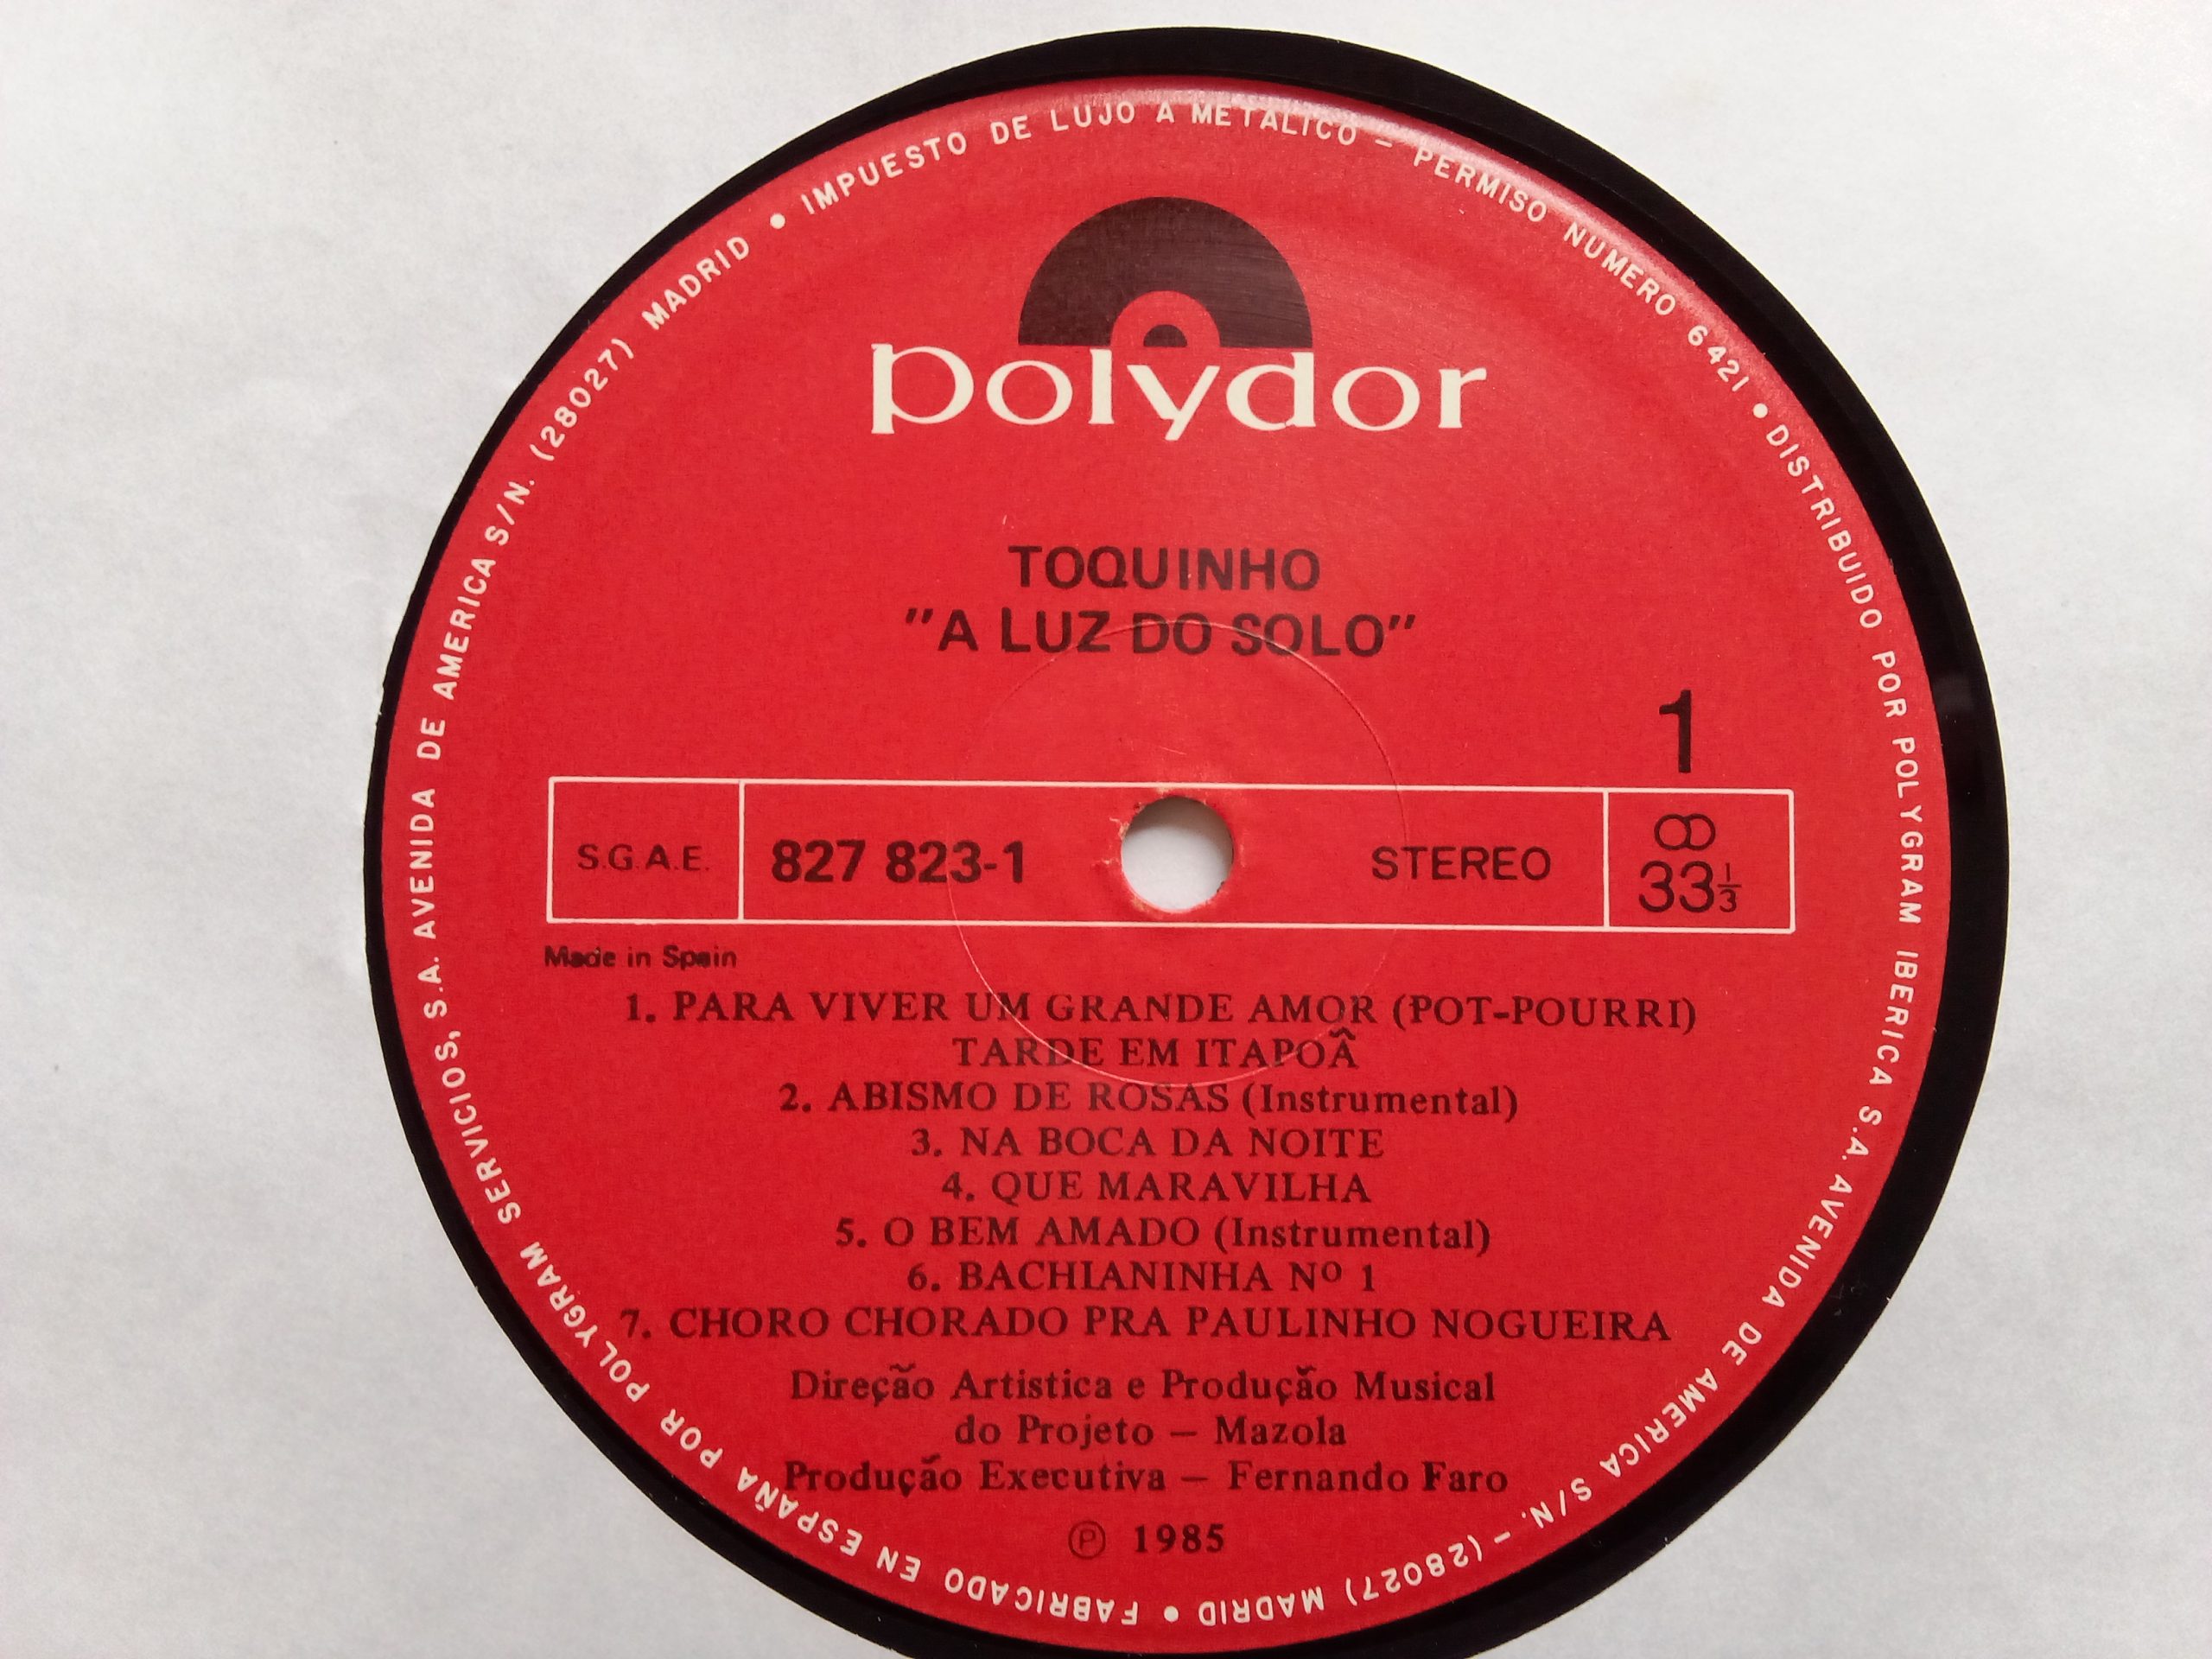 • IMPUESTO DE LUJO A METALICO – PERMISO NUMERO 6421 • DISTRIBUIDO POR POLYGRAM IBERICA S.A. AVENIDA DE AMERICA S/N. – (28027) MADRID • FABRICADO EN ESPAÑA POR POLYGRAM SERVICIOS, S.A. AVENIDA DE AMERICA S/N. (28027) MADRID
polydor
TOQUINHO
"A LUZ DO SOLO"
1
S.G.A.E. 827 823-1 STEREO 33 1/3
Made in Spain
1. PARA VIVER UM GRANDE AMOR (POT-POURRI)
TARDE EM ITAPOÂ
2. ABISMO DE ROSAS (Instrumental)
3. NA BOCA DA NOITE
4. QUE MARAVILHA
5. O BEM AMADO (Instrumental)
6. BACHIANINHA Nº 1
7. CHORO CHORADO PRA PAULINHO NOGUEIRA
Direção Artistica e Produção Musical
do Projeto — Mazola
Produção Executiva — Fernando Faro
℗ 1985